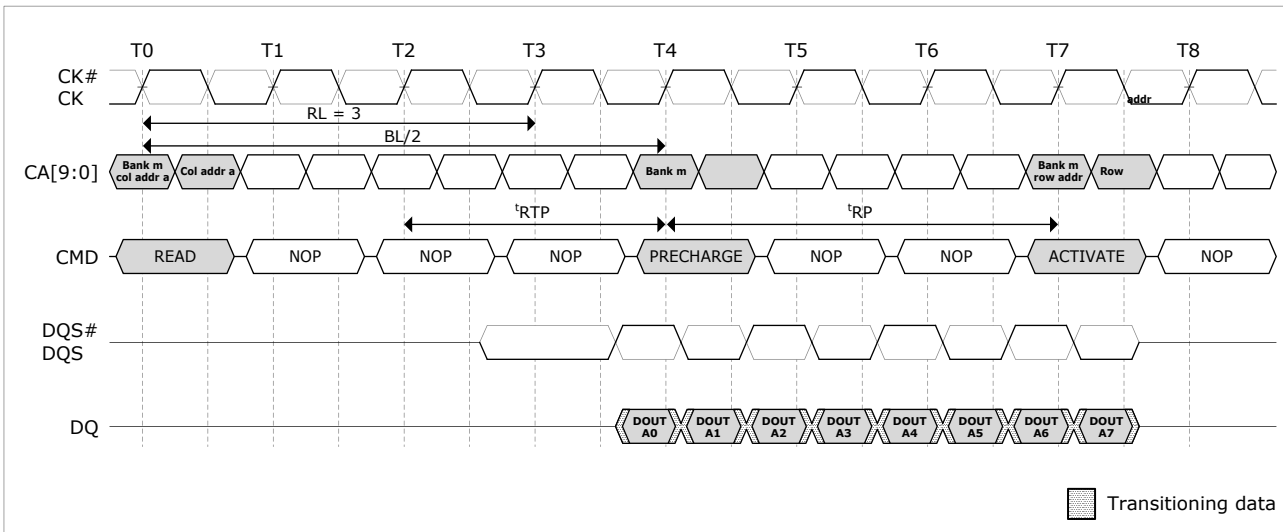 T0 T1 T2 T3 T4 T5 T6 T7 T8
CK#
CK
addr
RL = 3
BL/2
CA[9:0]
Bank m
col addr a
Col addr a
Bank m
Bank m
row addr
Row
tRTP
tRP
CMD
READ NOP NOP NOP PRECHARGE NOP NOP ACTIVATE NOP
DQS#
DQS
DQ
DOUT
A0
DOUT
A1
DOUT
A2
DOUT
A3
DOUT
A4
DOUT
A5
DOUT
A6
DOUT
A7
Transitioning data